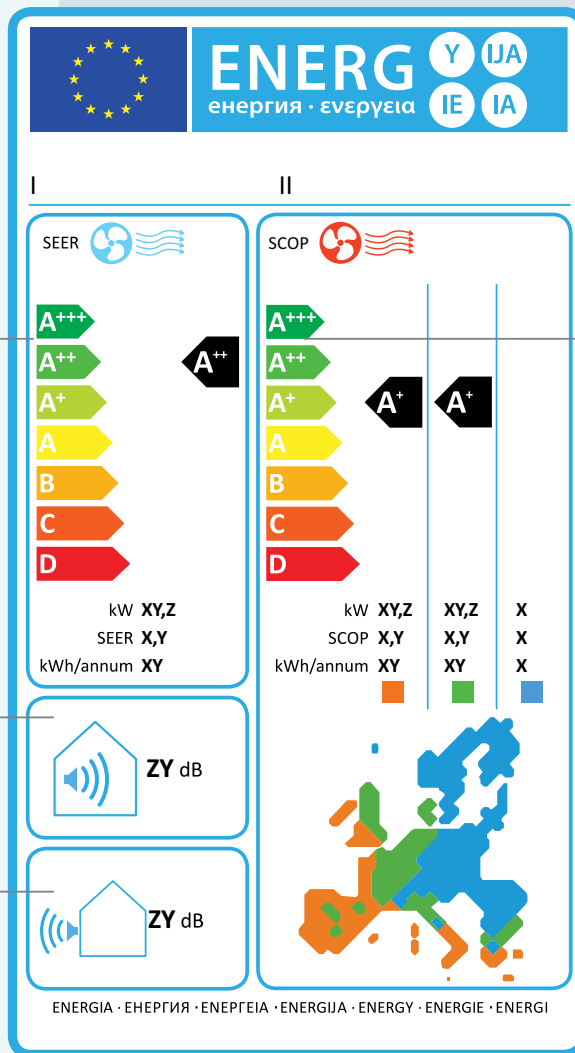 ENERG Y IJA
енергия · ενεργεια IE IA
I II
SEER
A+++
A++
A+
A
B
C
D
A++
kW XY,Z
SEER X,Y
kWh/annum XY
SCOP
A+++
A++
A+
A
B
C
D
A+ A+
kW XY,Z XY,Z X
SCOP X,Y X,Y X
kWh/annum XY XY X
ZY dB
ZY dB
ENERGIA · ЕНЕРГИЯ · ΕΝΕΡΓΕΙΑ · ENERGIJA · ENERGY · ENERGIE · ENERGI